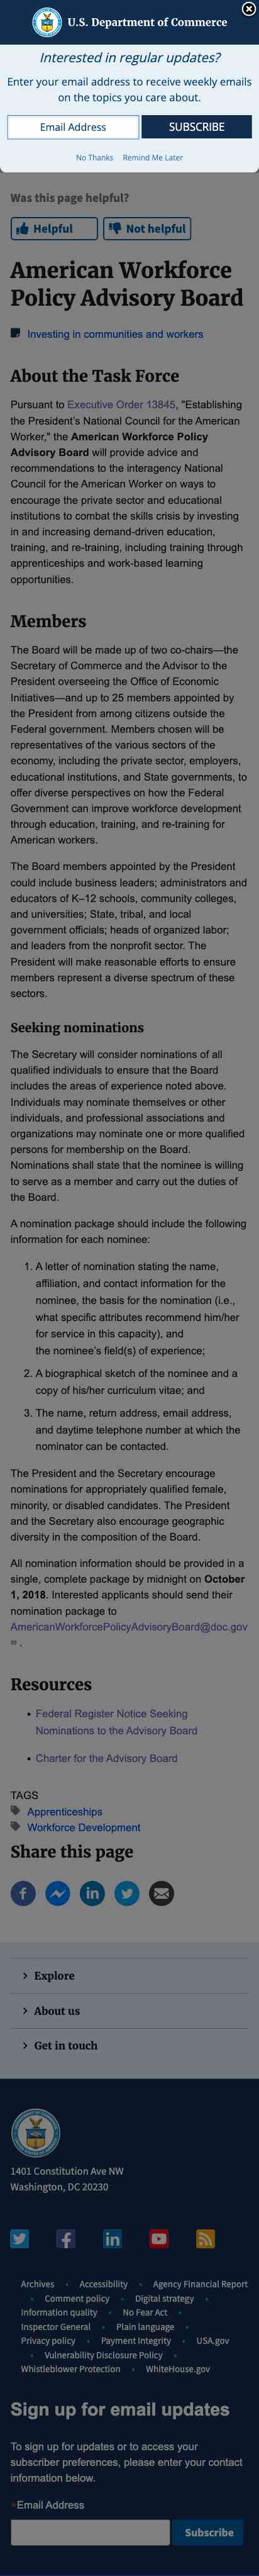 U.S. Department of Commerce
Interested in regular updates?
Enter your email address to receive weekly emails
on the topics you care about.
Email Address
SUBSCRIBE
No Thanks Remind Me Later
Was this page helpful?
Helpful Not helpful
American Workforce
Policy Advisory Board
Investing in communities and workers
About the Task Force
Pursuant to Executive Order 13845, "Establishing
the President's National Council for the American
Worker," the American Workforce Policy
Advisory Board will provide advice and
recommendations to the interagency National
Council for the American Worker on ways to
encourage the private sector and educational
institutions to combat the skills crisis by investing
in and increasing demand-driven education,
training, and re-training, including training through
apprenticeships and work-based learning
opportunities.
Members
The Board will be made up of two co-chairs—the
Secretary of Commerce and the Advisor to the
President overseeing the Office of Economic
Initiatives—and up to 25 members appointed by
the President from among citizens outside the
Federal government. Members chosen will be
representatives of the various sectors of the
economy, including the private sector, employers,
educational institutions, and State governments, to
offer diverse perspectives on how the Federal
Government can improve workforce development
through education, training, and re-training for
American workers.
The Board members appointed by the President
could include business leaders; administrators and
educators of K–12 schools, community colleges,
and universities; State, tribal, and local
government officials; heads of organized labor;
and leaders from the nonprofit sector. The
President will make reasonable efforts to ensure
members represent a diverse spectrum of these
sectors.
Seeking nominations
The Secretary will consider nominations of all
qualified individuals to ensure that the Board
includes the areas of experience noted above.
Individuals may nominate themselves or other
individuals, and professional associations and
organizations may nominate one or more qualified
persons for membership on the Board.
Nominations shall state that the nominee is willing
to serve as a member and carry out the duties of
the Board.
A nomination package should include the following
information for each nominee:
1. A letter of nomination stating the name,
affiliation, and contact information for the
nominee, the basis for the nomination (i.e.,
what specific attributes recommend him/her
for service in this capacity), and
the nominee's field(s) of experience;
2. A biographical sketch of the nominee and a
copy of his/her curriculum vitae; and
3. The name, return address, email address,
and daytime telephone number at which the
nominator can be contacted.
The President and the Secretary encourage
nominations for appropriately qualified female,
minority, or disabled candidates. The President
and the Secretary also encourage geographic
diversity in the composition of the Board.
All nomination information should be provided in a
single, complete package by midnight on October
1, 2018. Interested applicants should send their
nomination package to
AmericanWorkforcePolicyAdvisoryBoard@doc.gov
.
Resources
• Federal Register Notice Seeking
Nominations to the Advisory Board
• Charter for the Advisory Board
TAGS
Apprenticeships
Workforce Development
Share this page
Explore
About us
Get in touch
1401 Constitution Ave NW
Washington, DC 20230
Archives • Accessibility • Agency Financial Report
• Comment policy • Digital strategy •
Information quality • No Fear Act •
Inspector General • Plain language •
Privacy policy • Payment Integrity • USA.gov
• Vulnerability Disclosure Policy •
Whistleblower Protection • WhiteHouse.gov
Sign up for email updates
To sign up for updates or to access your
subscriber preferences, please enter your contact
information below.
*Email Address
Subscribe